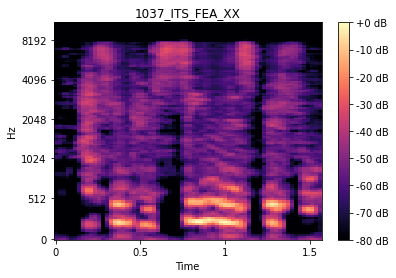 1037_ITS_FEA_XX
Hz
8192
4096
2048
1024
512
0
0
0.5
1
1.5
Time
+0 dB
-10 dB
-20 dB
-30 dB
-40 dB
-50 dB
-60 dB
-70 dB
-80 dB